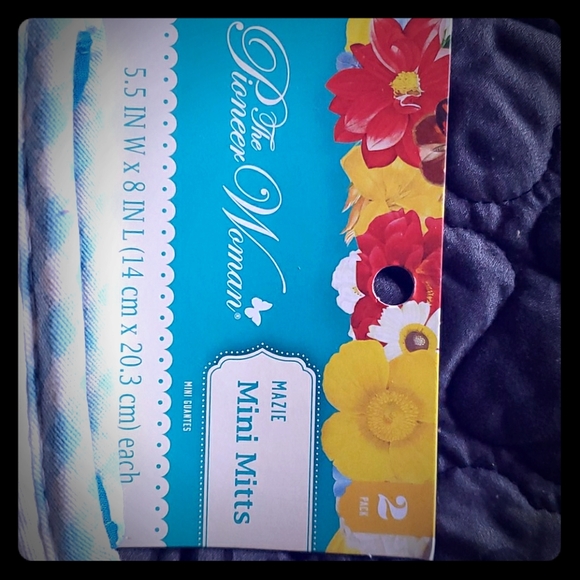 2
PACK
The
Pioneer Woman®
MAZIE
Mini Mitts
MINI GUANTES
5.5 IN W x 8 IN L (14 cm x 20.3 cm) each